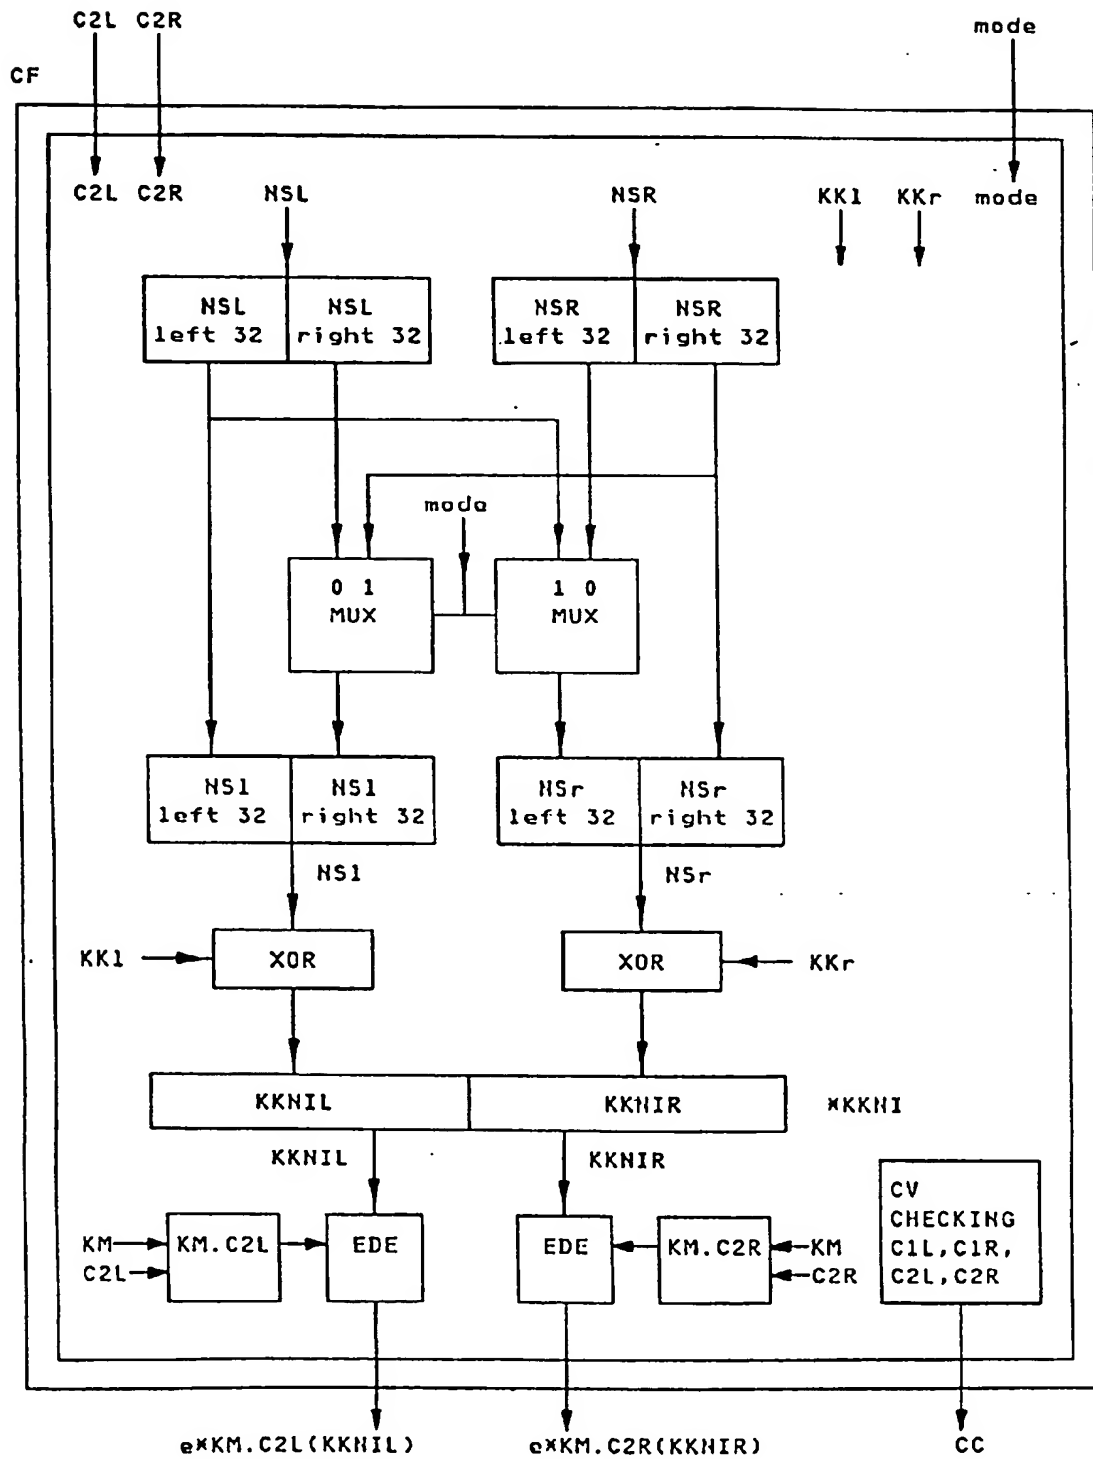 C2L C2R
mode
CF
C2L C2R
NSL
NSR
KKl KKr
mode
NSL
left 32
NSL
right 32
NSR
left 32
NSR
right 32
mode
0 1
MUX
1 0
MUX
NSl
left 32
NSl
right 32
NSr
left 32
NSr
right 32
NSl
NSr
KKl
XOR
XOR
KKr
KKNIL
KKNIR
*KKNI
KKNIL
KKNIR
KM
C2L
KM.C2L
EDE
EDE
KM.C2R
KM
C2R
CV
CHECKING
C1L,C1R,
C2L,C2R
e*KM.C2L(KKNIL)
e*KM.C2R(KKNIR)
CC